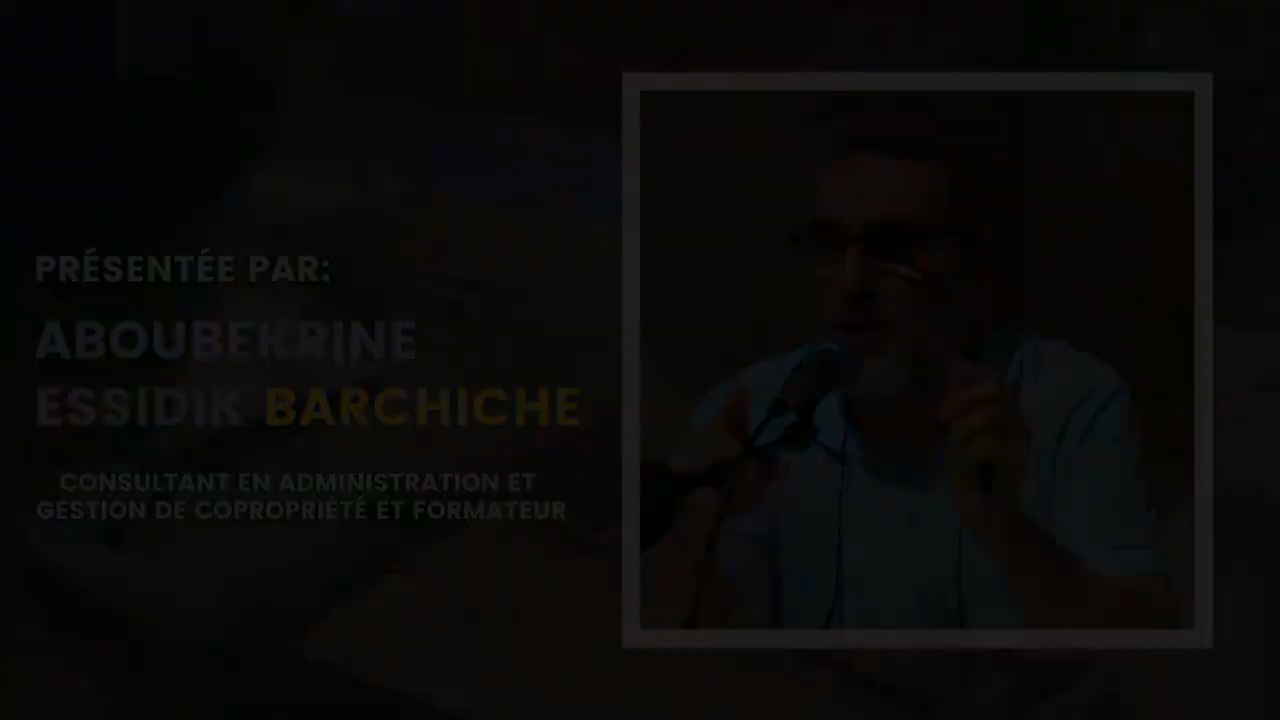 PRÉSENTÉE PAR:
ABOUBEKRINE
ESSIDIK BARCHICHE
CONSULTANT EN ADMINISTRATION ET
GESTION DE COPROPRIÉTÉ ET FORMATEUR